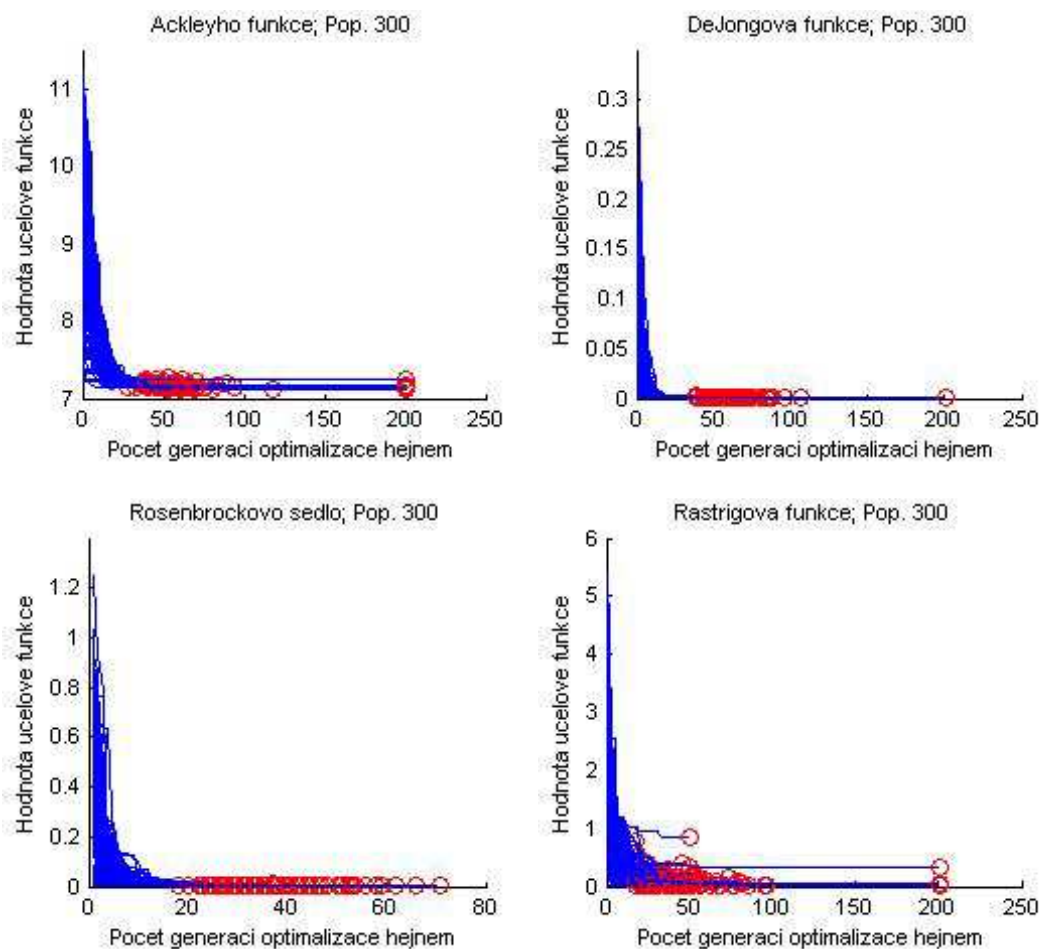 Ackleyho funkce; Pop. 300
Hodnota ucelove funkce
11
10
9
8
7
0 50 100 150 200 250
Pocet generaci optimalizace hejnem
DeJongova funkce; Pop. 300
Hodnota ucelove funkce
0.3
0.25
0.2
0.15
0.1
0.05
0
0 50 100 150 200 250
Pocet generaci optimalizaci hejnem
Rosenbrockovo sedlo; Pop. 300
Hodnota ucelove funkce
1.2
1
0.8
0.6
0.4
0.2
0
0 20 40 60 80
Pocet generaci optimalizace hejnem
Rastrigova funkce; Pop. 300
Hodnota ucelove funkce
6
5
4
3
2
1
0
0 50 100 150 200 250
Pocet generaci optimalizace hejnem